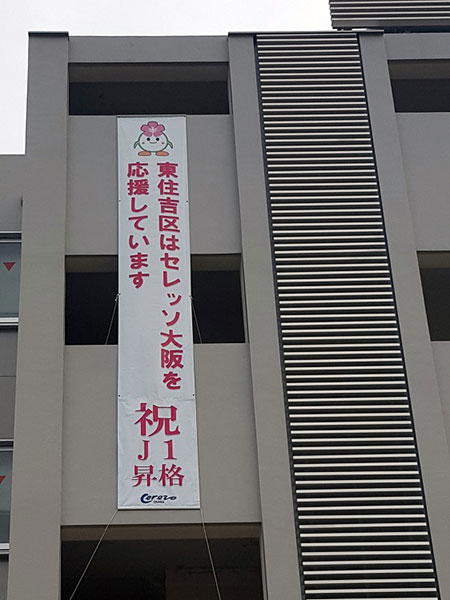 東住吉区はセレッソ大阪を
応援しています
祝
J1
昇格
Cerezo
OSAKA